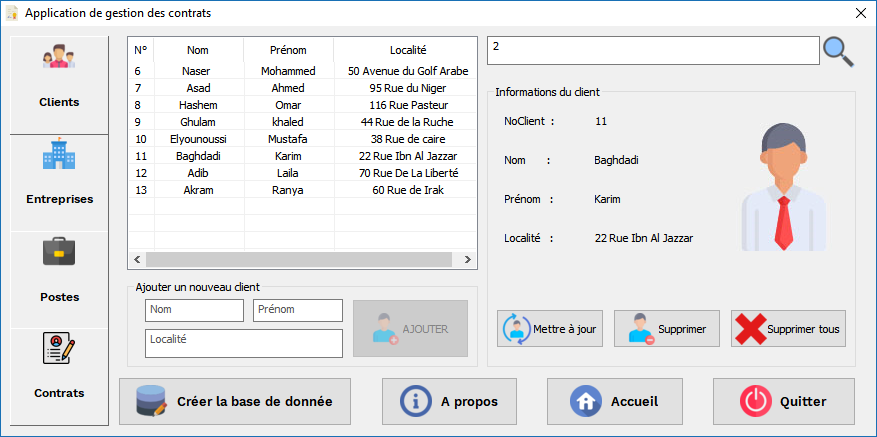 Application de gestion des contrats
Clients
Entreprises
Postes
Contrats
N° Nom Prénom Localité
6 Naser Mohammed 50 Avenue du Golf Arabe
7 Asad Ahmed 95 Rue du Niger
8 Hashem Omar 116 Rue Pasteur
9 Ghulam khaled 44 Rue de la Ruche
10 Elyounoussi Mustafa 38 Rue de caire
11 Baghdadi Karim 22 Rue Ibn Al Jazzar
12 Adib Laila 70 Rue De La Liberté
13 Akram Ranya 60 Rue de Irak
Ajouter un nouveau client
Nom Prénom
Localité
AJOUTER
2
Informations du client
NoClient : 11
Nom : Baghdadi
Prénom : Karim
Localité : 22 Rue Ibn Al Jazzar
Mettre à jour Supprimer Supprimer tous
Créer la base de donnée A propos Accueil Quitter